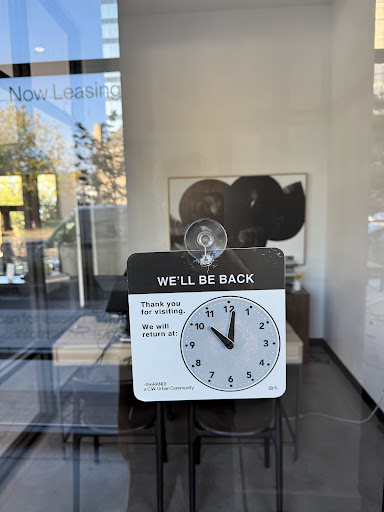 Now Leasing
WE'LL BE BACK
Thank you
for visiting.
We will
return at:
12
1
2
3
4
5
6
7
8
9
10
11
a CIW Urban Community